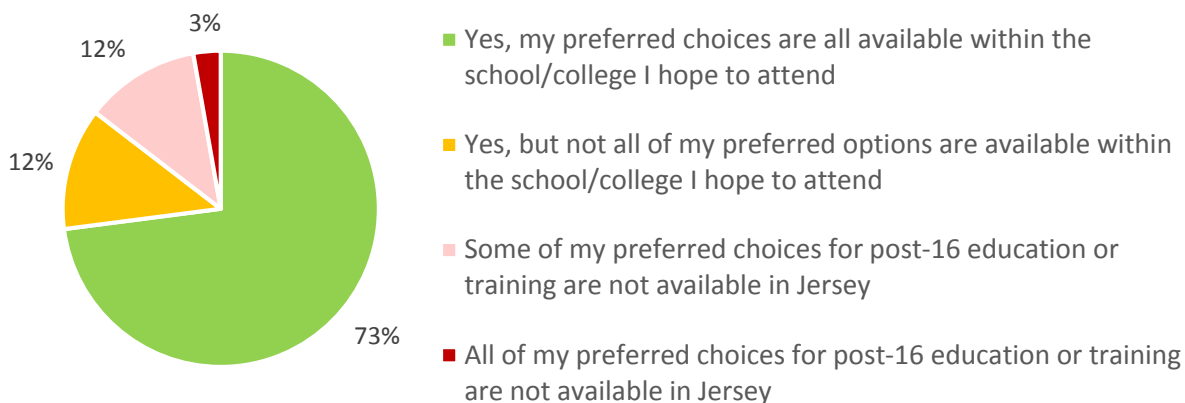 3%
12%
12%
73%
Yes, my preferred choices are all available within the
school/college I hope to attend
Yes, but not all of my preferred options are available within
the school/college I hope to attend
Some of my preferred choices for post-16 education or
training are not available in Jersey
All of my preferred choices for post-16 education or training
are not available in Jersey